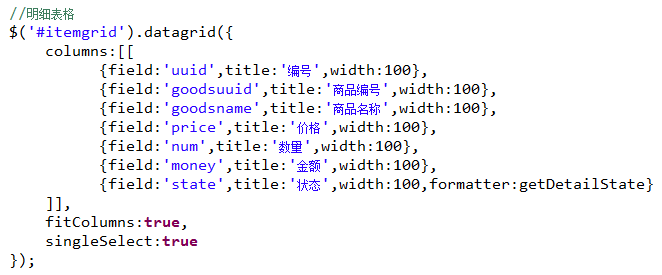 //明细表格
$('#itemgrid').datagrid({
    columns:[[
          {field:'uuid',title:'编号',width:100},
          {field:'goodsuuid',title:'商品编号',width:100},
          {field:'goodsname',title:'商品名称',width:100},
          {field:'price',title:'价格',width:100},
          {field:'num',title:'数量',width:100},
          {field:'money',title:'金额',width:100},
          {field:'state',title:'状态',width:100,formatter:getDetailState}
    ]],
    fitColumns:true,
    singleSelect:true
});